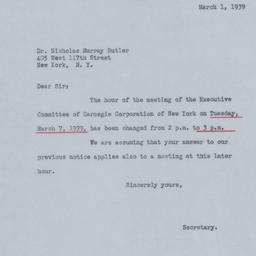 March 1, 1939
Dr. Nicholas Murray Butler
405 West 117th Street
New York, N. Y.
Dear Sir:
The hour of the meeting of the Executive
Committee of Carnegie Corporation of New York on Tuesday,
March 7, 1939, has been changed from 2 p.m. to 3 p.m.
We are assuming that your answer to our
previous notice applies also to a meeting at this later
hour.
Sincerely yours,
Secretary.